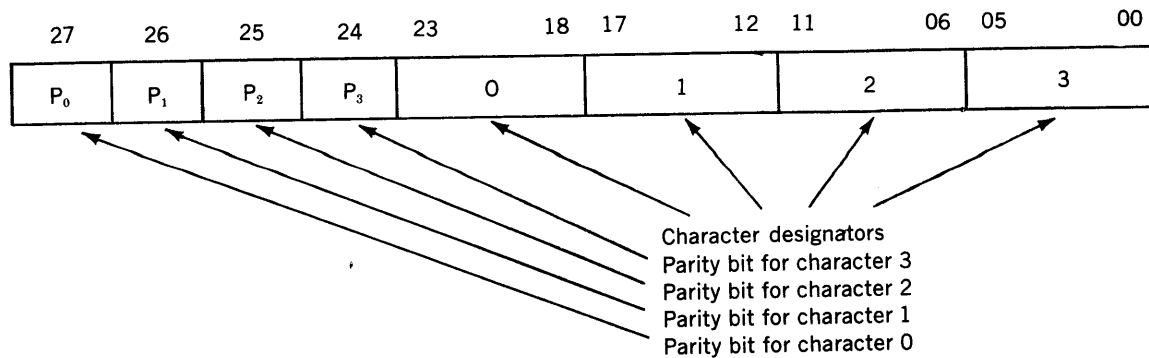 27 26 25 24 23 18 17 12 11 06 05 00
P₀ P₁ P₂ P₃ 0 1 2 3
Character designators
Parity bit for character 3
Parity bit for character 2
Parity bit for character 1
Parity bit for character 0